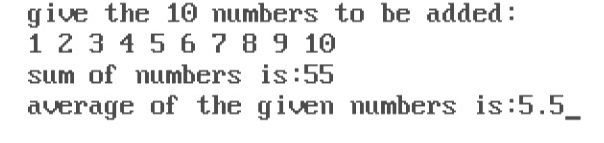 give the 10 numbers to be added:
1 2 3 4 5 6 7 8 9 10
sum of numbers is:55
average of the given numbers is:5.5_